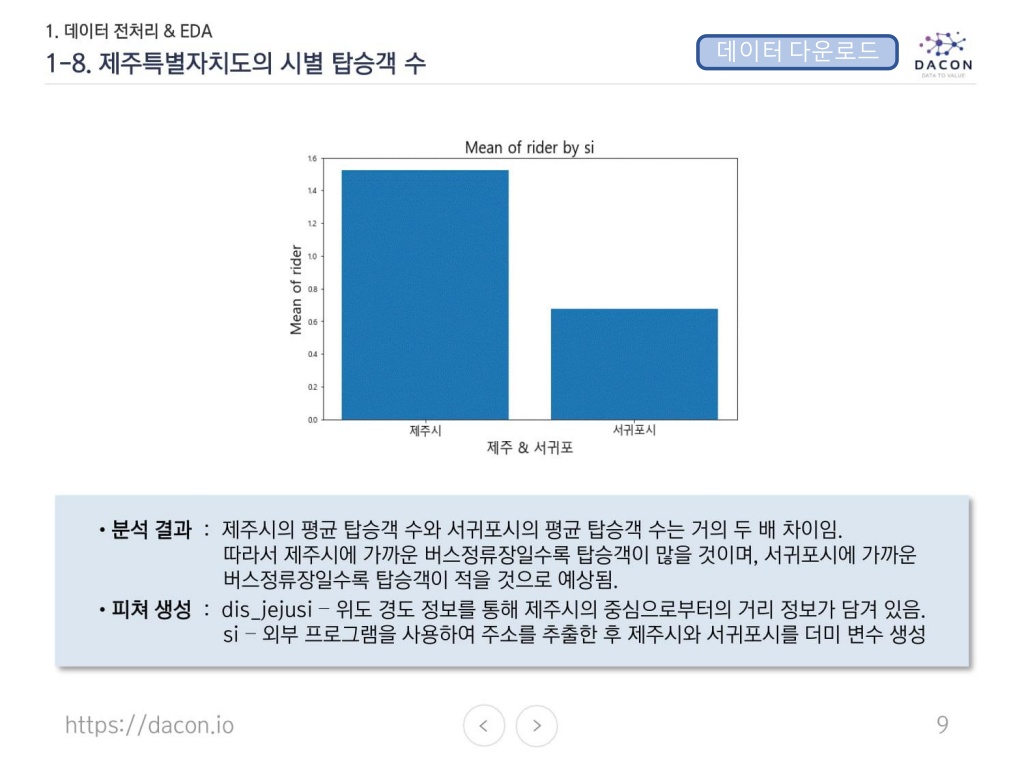 1. 데이터 전처리 & EDA
1-8. 제주특별자치도의 시별 탑승객 수
데이터 다운로드
DACON
DATA TO VALUE
Mean of rider by si
1.6
1.4
1.2
1.0
0.8
0.6
0.4
0.2
0.0
Mean of rider
제주시
서귀포시
제주 & 서귀포
• 분석 결과 : 제주시의 평균 탑승객 수와 서귀포시의 평균 탑승객 수는 거의 두 배 차이임.
따라서 제주시에 가까운 버스정류장일수록 탑승객이 많을 것이며, 서귀포시에 가까운
버스정류장일수록 탑승객이 적을 것으로 예상됨.
• 피쳐 생성 : dis_jejusi – 위도 경도 정보를 통해 제주시의 중심으로부터의 거리 정보가 담겨 있음.
si – 외부 프로그램을 사용하여 주소를 추출한 후 제주시와 서귀포시를 더미 변수 생성
https://dacon.io
< >
9